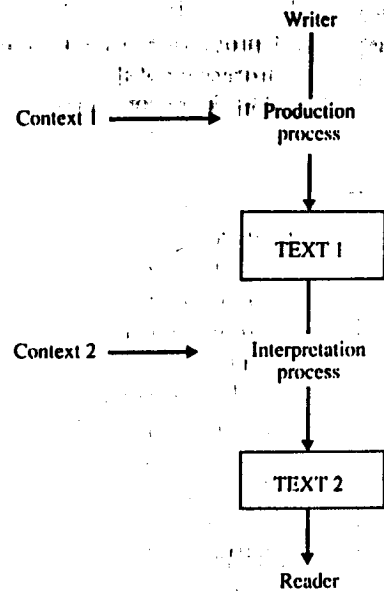 Writer
Context 1
Production
process
TEXT 1
Context 2
Interpretation
process
TEXT 2
Reader